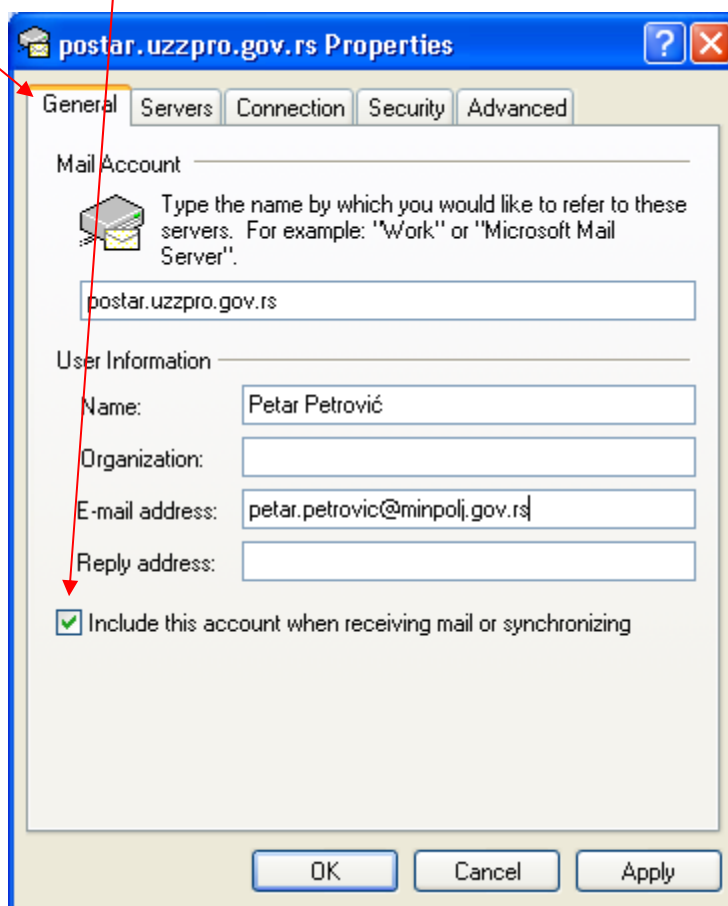 postar.uzzpro.gov.rs Properties
General Servers Connection Security Advanced
Mail Account
Type the name by which you would like to refer to these
servers. For example: "Work" or "Microsoft Mail
Server".
postar.uzzpro.gov.rs
User Information
Name: Petar Petrović
Organization:
E-mail address: petar.petrovic@minpolj.gov.rs
Reply address:
Include this account when receiving mail or synchronizing
OK Cancel Apply